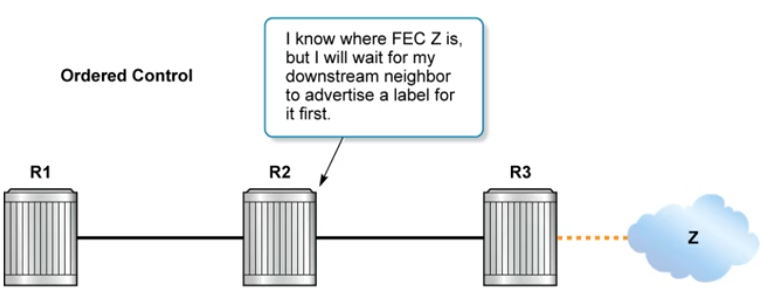 I know where FEC Z is,
but I will wait for my
downstream neighbor
to advertise a label for
it first.
Ordered Control
R1
R2
R3
Z